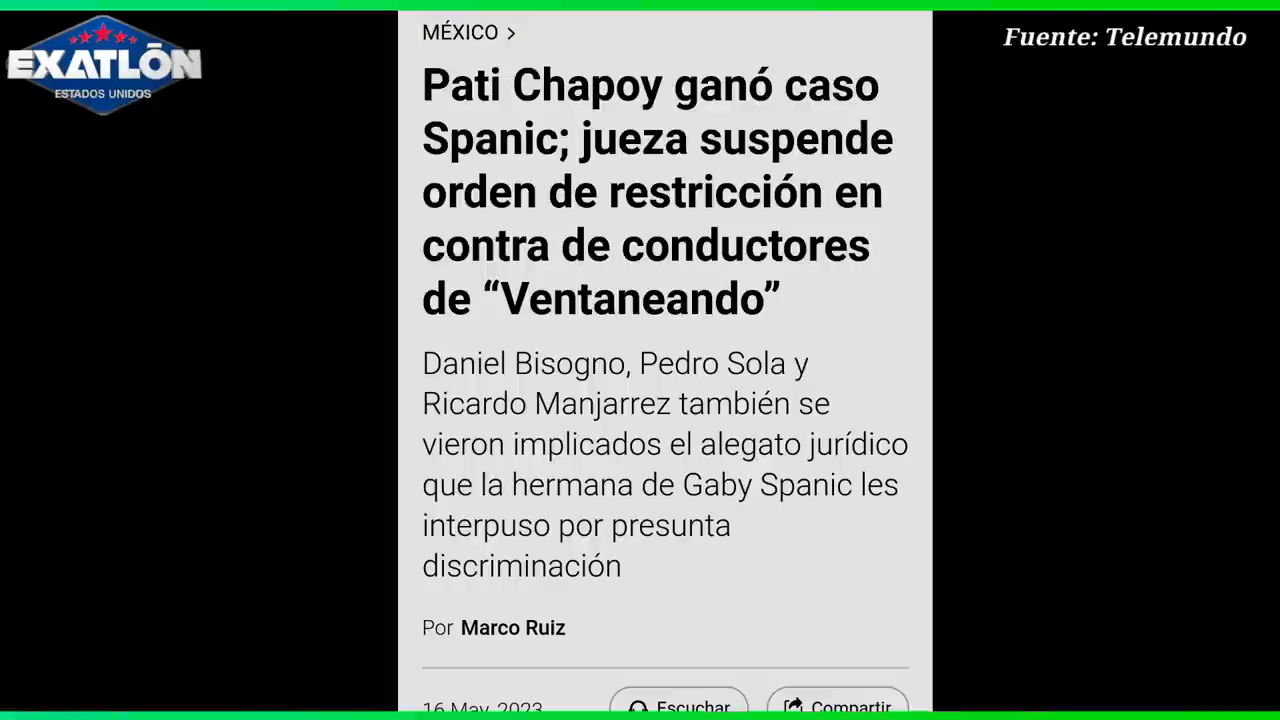 EXATLÓN
ESTADOS UNIDOS
Fuente: Telemundo
MÉXICO >
Pati Chapoy ganó caso
Spanic; jueza suspende
orden de restricción en
contra de conductores
de “Ventaneando”
Daniel Bisogno, Pedro Sola y
Ricardo Manjarrez también se
vieron implicados el alegato jurídico
que la hermana de Gaby Spanic les
interpuso por presunta
discriminación
Por Marco Ruiz
16 May, 2023
Escuchar
Compartir